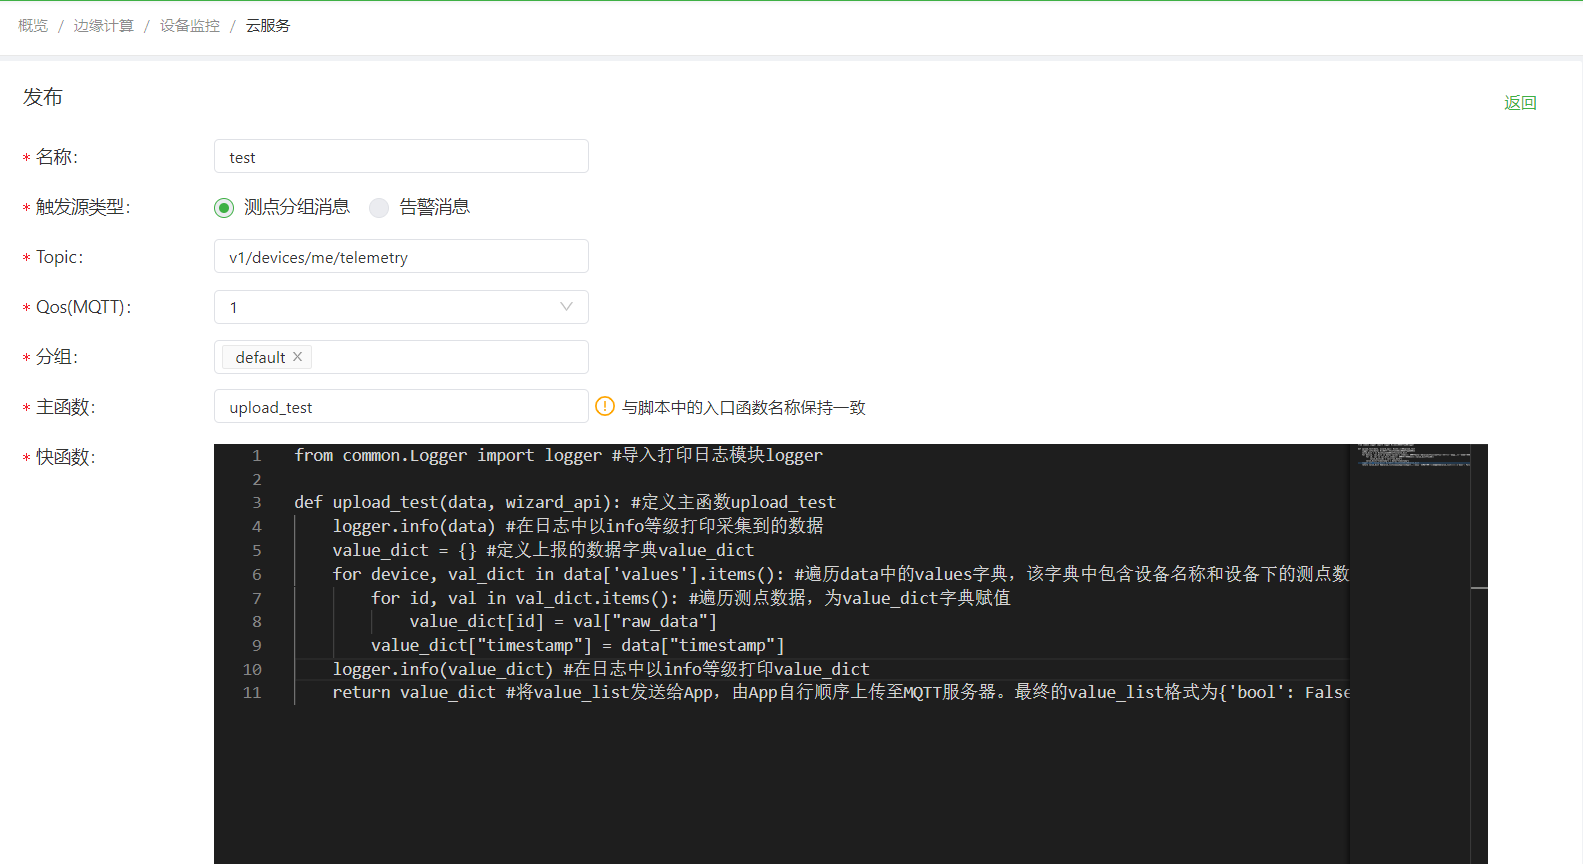 概览 / 边缘计算 / 设备监控 / 云服务
发布
返回
* 名称: test
* 触发源类型: 测点分组消息 告警消息
* Topic: v1/devices/me/telemetry
* Qos(MQTT): 1
* 分组: default ×
* 主函数: upload_test ! 与脚本中的入口函数名称保持一致
* 快函数:
1 from common.Logger import logger #导入打印日志模块logger
2
3 def upload_test(data, wizard_api): #定义主函数upload_test
4     logger.info(data) #在日志中以info等级打印采集到的数据
5     value_dict = {} #定义上报的数据字典value_dict
6     for device, val_dict in data['values'].items(): #遍历data中的values字典，该字典中包含设备名称和设备下的测点数
7         for id, val in val_dict.items(): #遍历测点数据，为value_dict字典赋值
8             value_dict[id] = val["raw_data"]
9         value_dict["timestamp"] = data["timestamp"]
10     logger.info(value_dict) #在日志中以info等级打印value_dict
11     return value_dict #将value_list发送给App，由App自行顺序上传至MQTT服务器。最终的value_list格式为{'bool': False